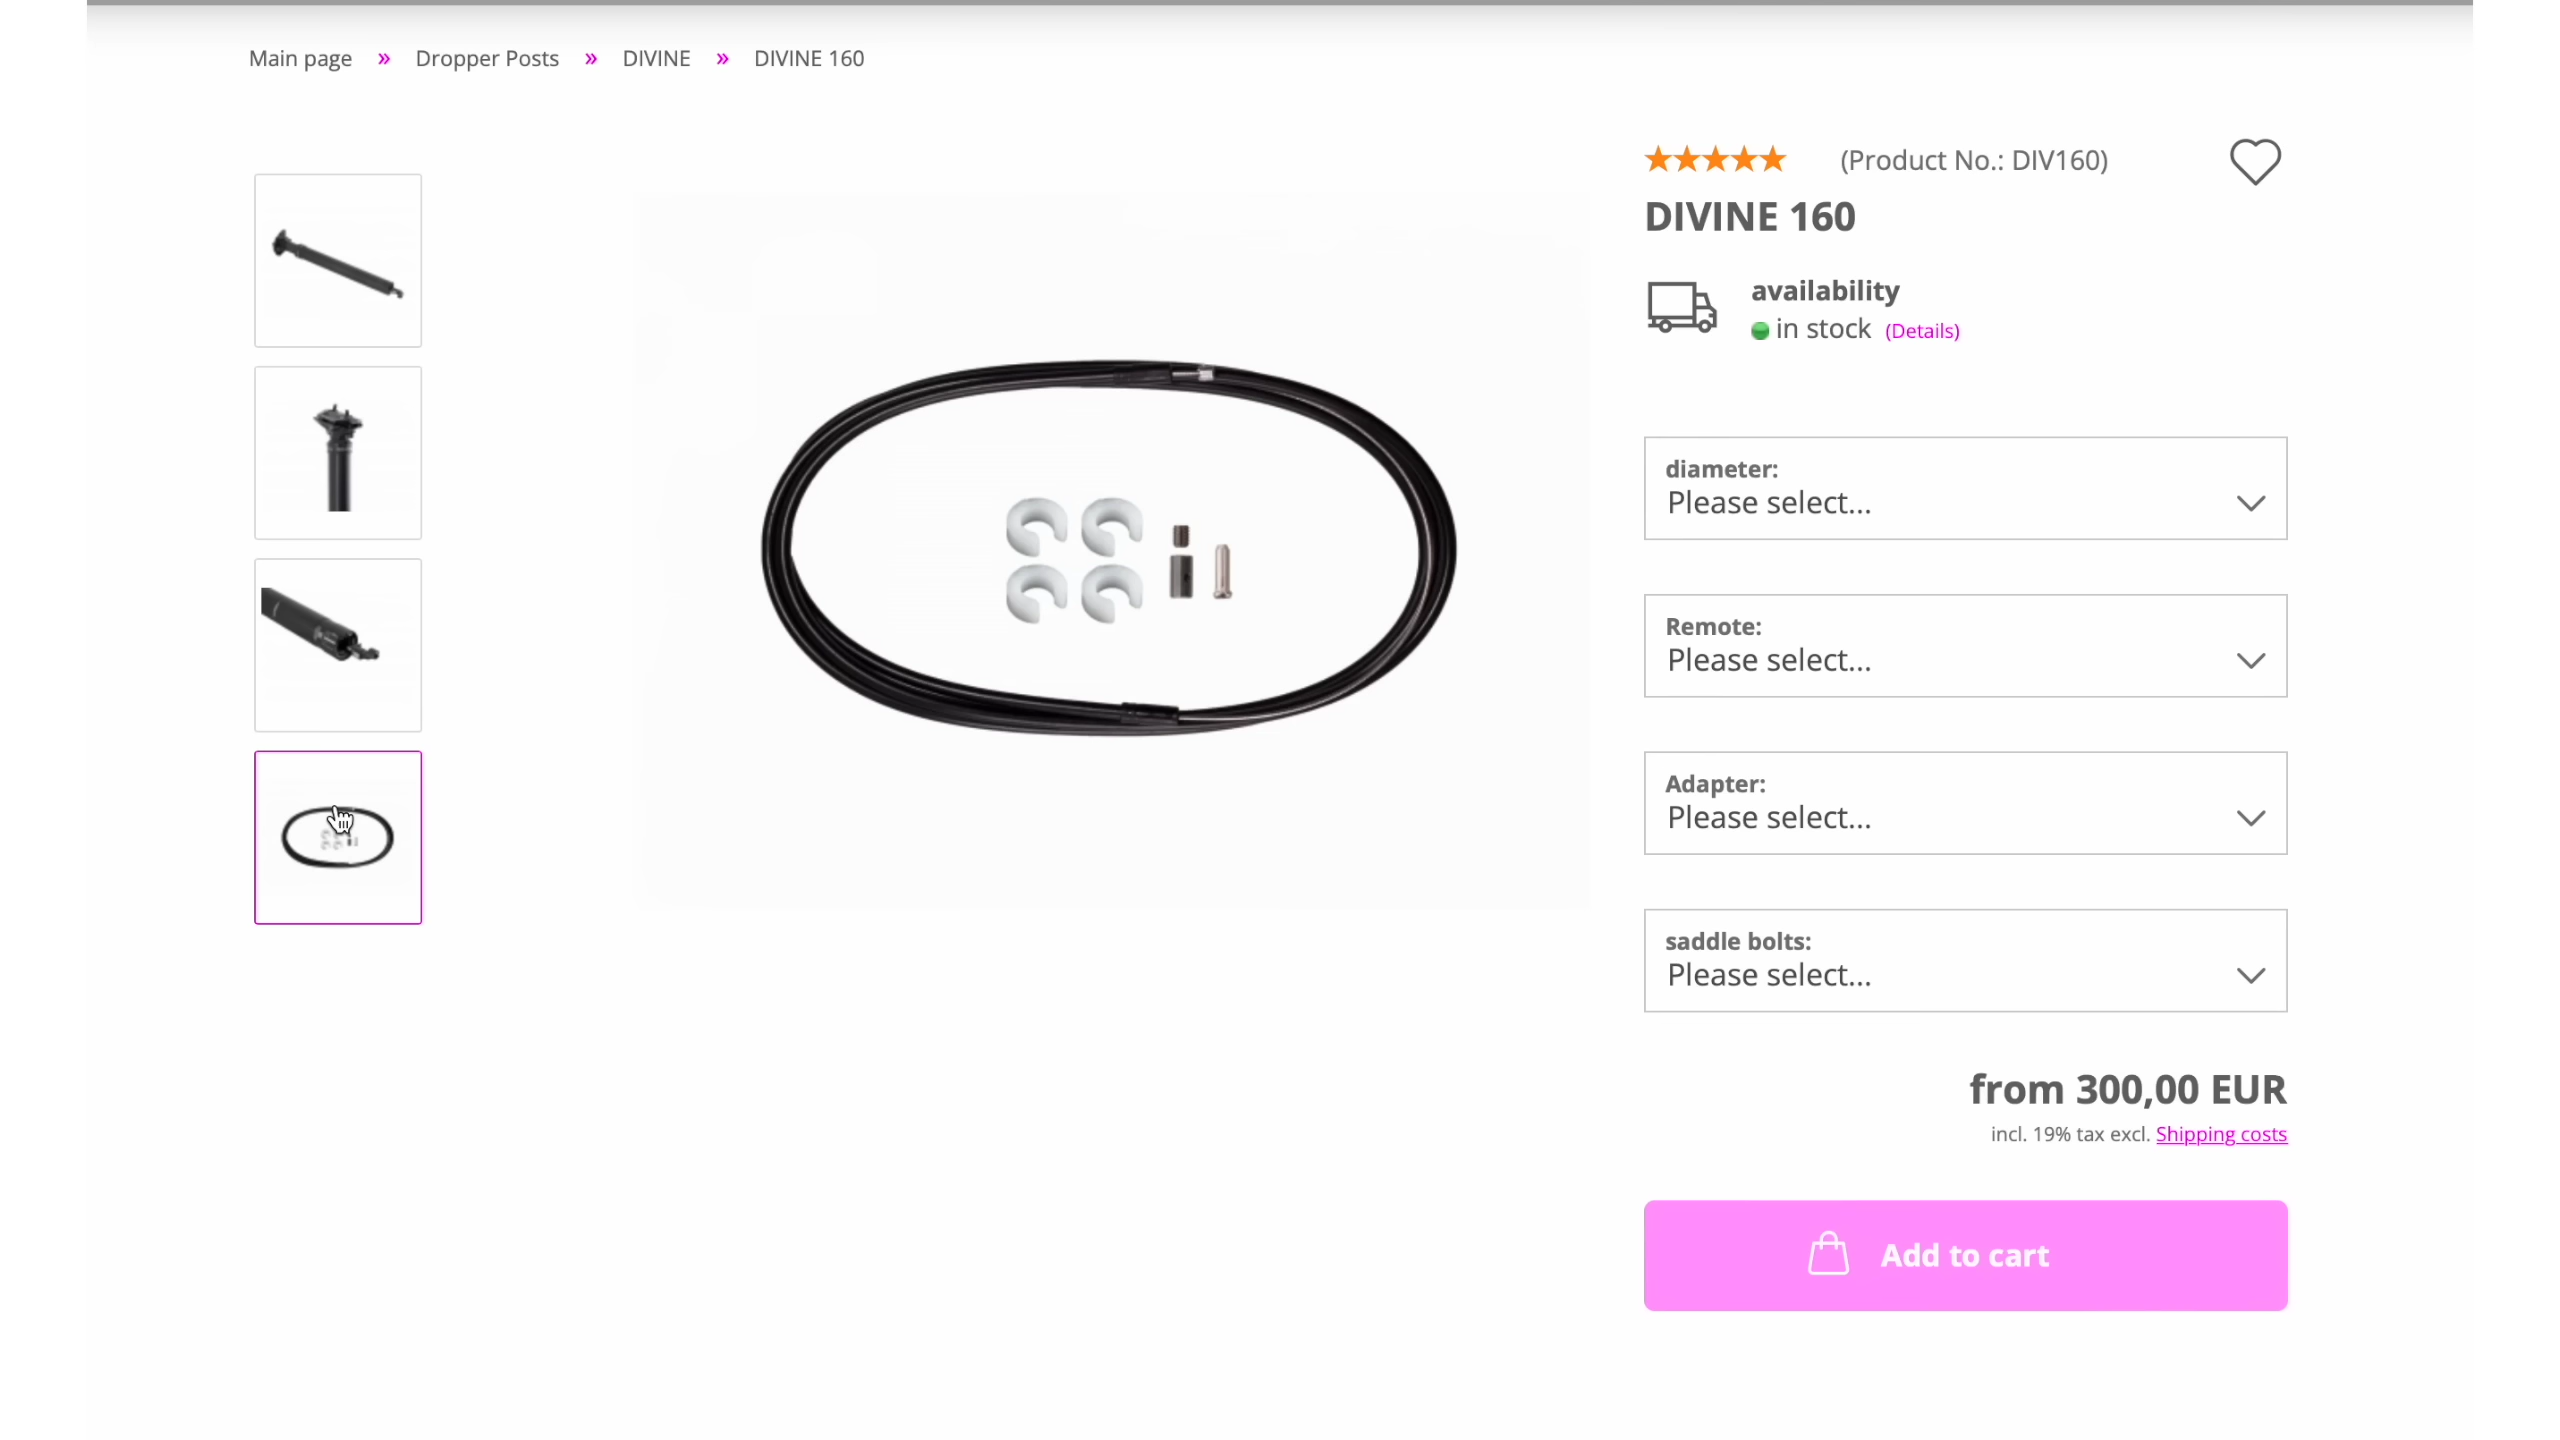 Main page » Dropper Posts » DIVINE » DIVINE 160
(Product No.: DIV160)
DIVINE 160
availability
in stock (Details)
diameter:
Please select...
Remote:
Please select...
Adapter:
Please select...
saddle bolts:
Please select...
from 300,00 EUR
incl. 19% tax excl. Shipping costs
Add to cart